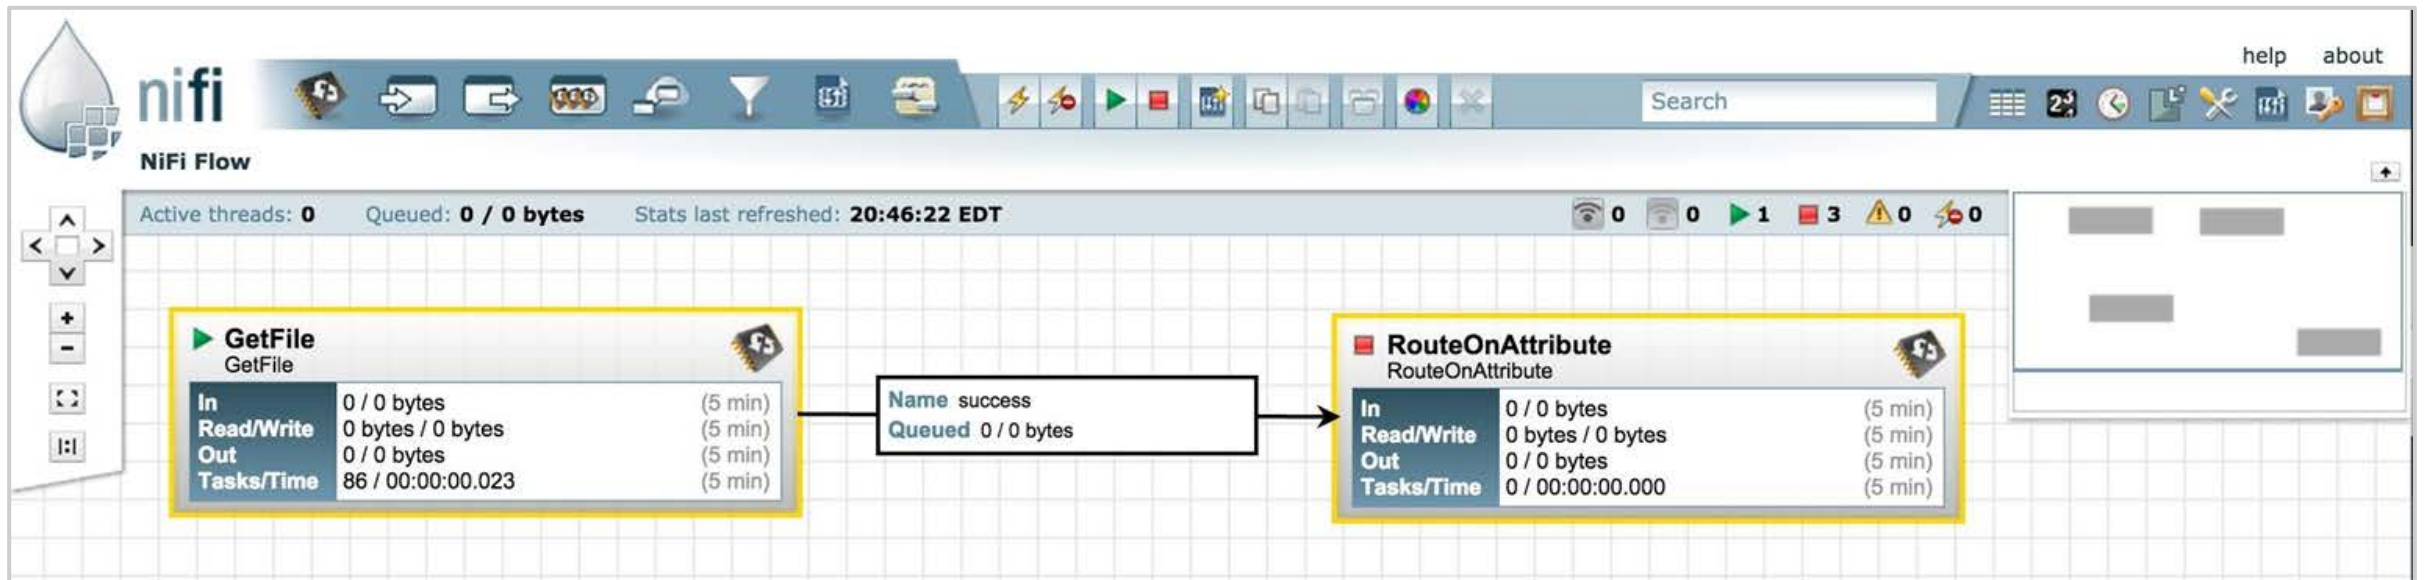 help about
nifi
Search
NiFi Flow
Active threads: 0 Queued: 0 / 0 bytes Stats last refreshed: 20:46:22 EDT 0 0 1 3 0 0
GetFile
GetFile
In 0 / 0 bytes (5 min)
Read/Write 0 bytes / 0 bytes (5 min)
Out 0 / 0 bytes (5 min)
Tasks/Time 86 / 00:00:00.023 (5 min)
Name success
Queued 0 / 0 bytes
RouteOnAttribute
RouteOnAttribute
In 0 / 0 bytes (5 min)
Read/Write 0 bytes / 0 bytes (5 min)
Out 0 / 0 bytes (5 min)
Tasks/Time 0 / 00:00:00.000 (5 min)